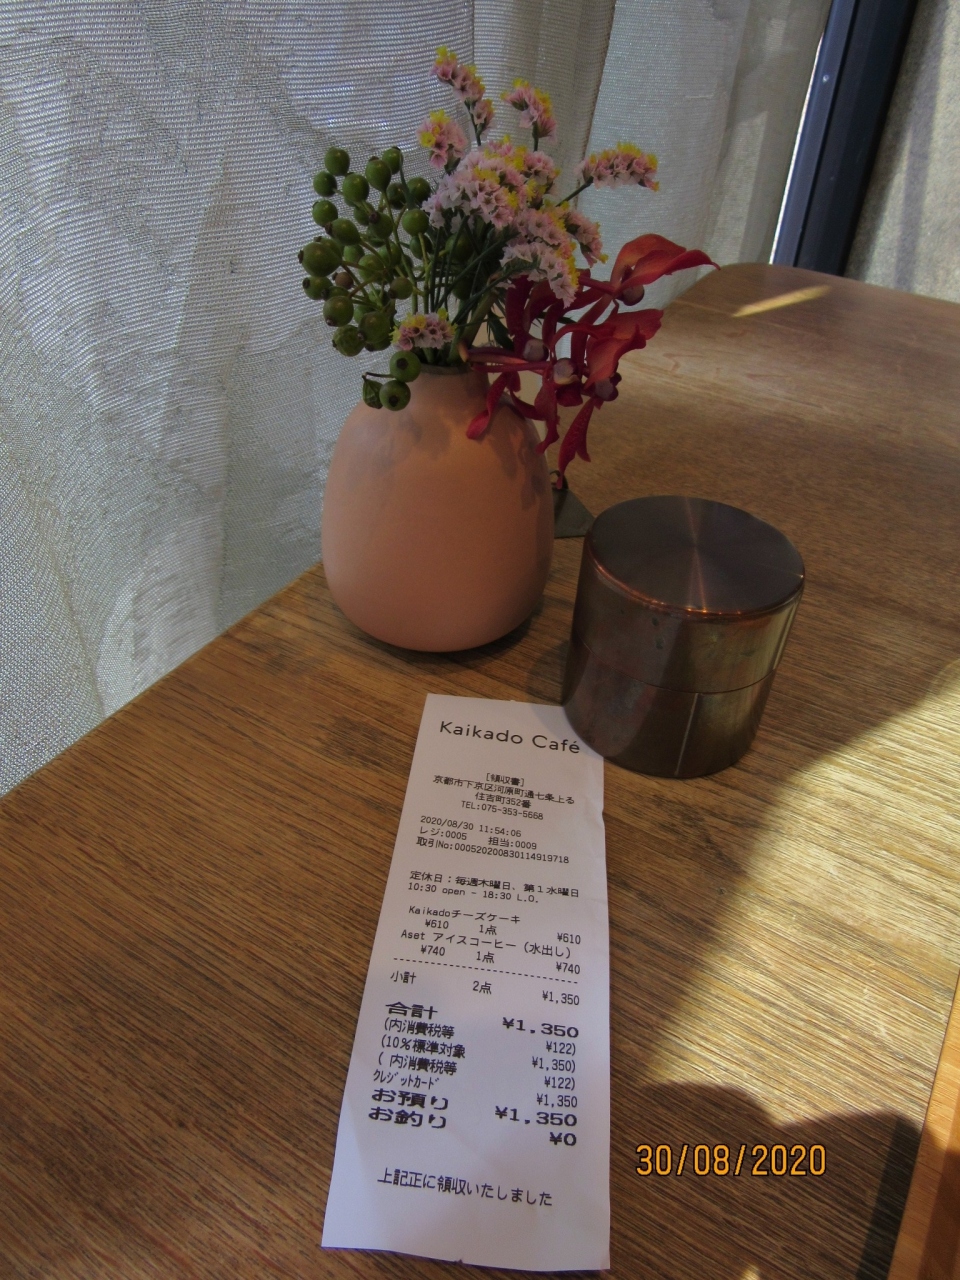 Kaikado Café
[領収書]
京都市下京区河原町通七条上る
住吉町352番
TEL:075-353-5668
2020/08/30 11:54:06
レジ:0005 担当:0009
取引No:000520200830114919718
定休日：毎週木曜日、第1水曜日
10:30 open - 18:30 L.O.
Kaikadoチーズケーキ
¥610 1点 ¥610
Aset アイスコーヒー（水出し）
¥740 1点 ¥740
小計 2点 ¥1,350
合計 ¥1,350
(内消費税等 ¥122)
(10%標準対象 ¥1,350)
( 内消費税等 ¥122)
ｸﾚｼﾞｯﾄｶｰﾄﾞ ¥1,350
お預り ¥1,350
お釣り ¥0
上記正に領収いたしました
30/08/2020